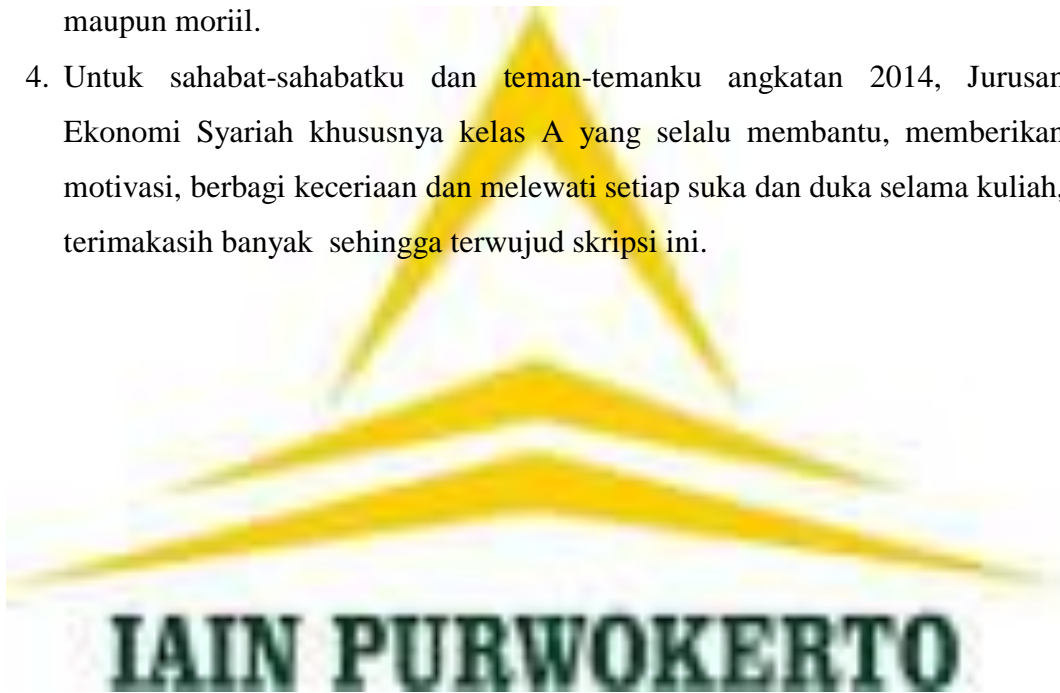 maupun moriil.
4. Untuk sahabat-sahabatku dan teman-temanku angkatan 2014, Jurusan
Ekonomi Syariah khususnya kelas A yang selalu membantu, memberikan
motivasi, berbagi keceriaan dan melewati setiap suka dan duka selama kuliah,
terimakasih banyak sehingga terwujud skripsi ini.
IAIN PURWOKERTO